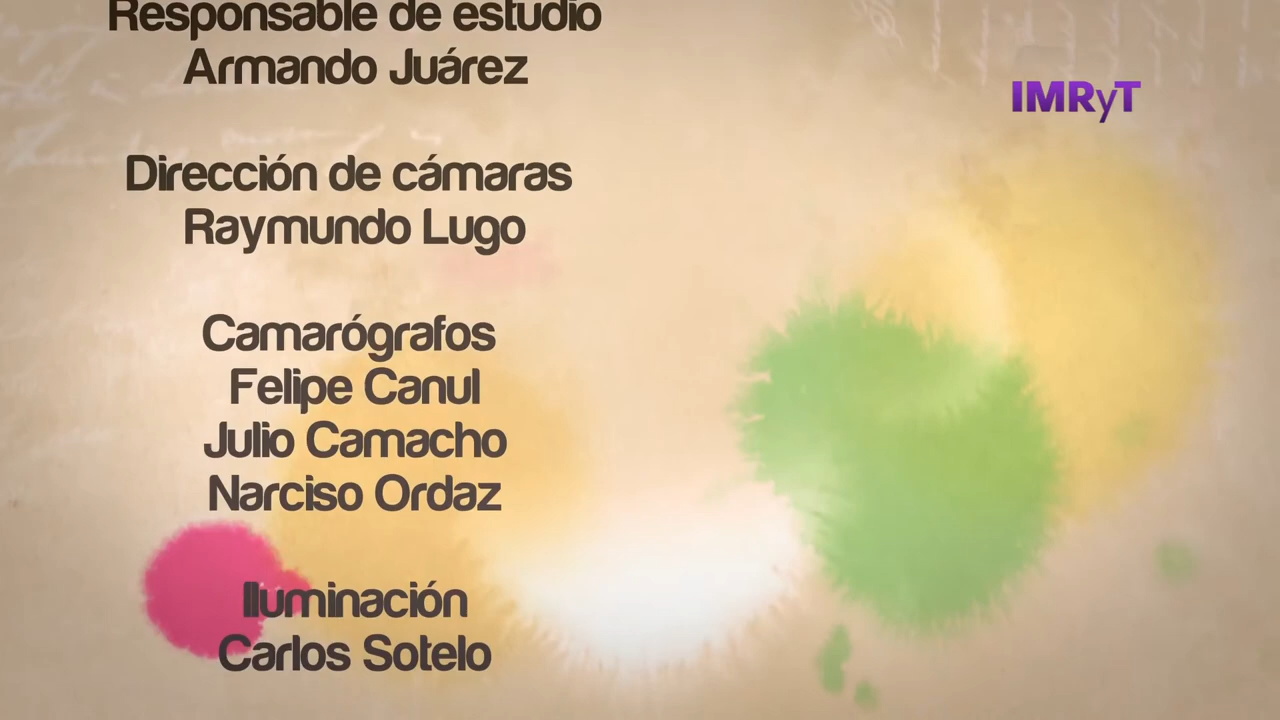 Responsable de estudio
Armando Juárez
IMRyT
Dirección de cámaras
Raymundo Lugo
Camarógrafos
Felipe Canul
Julio Camacho
Narciso Ordaz
Iluminación
Carlos Sotelo